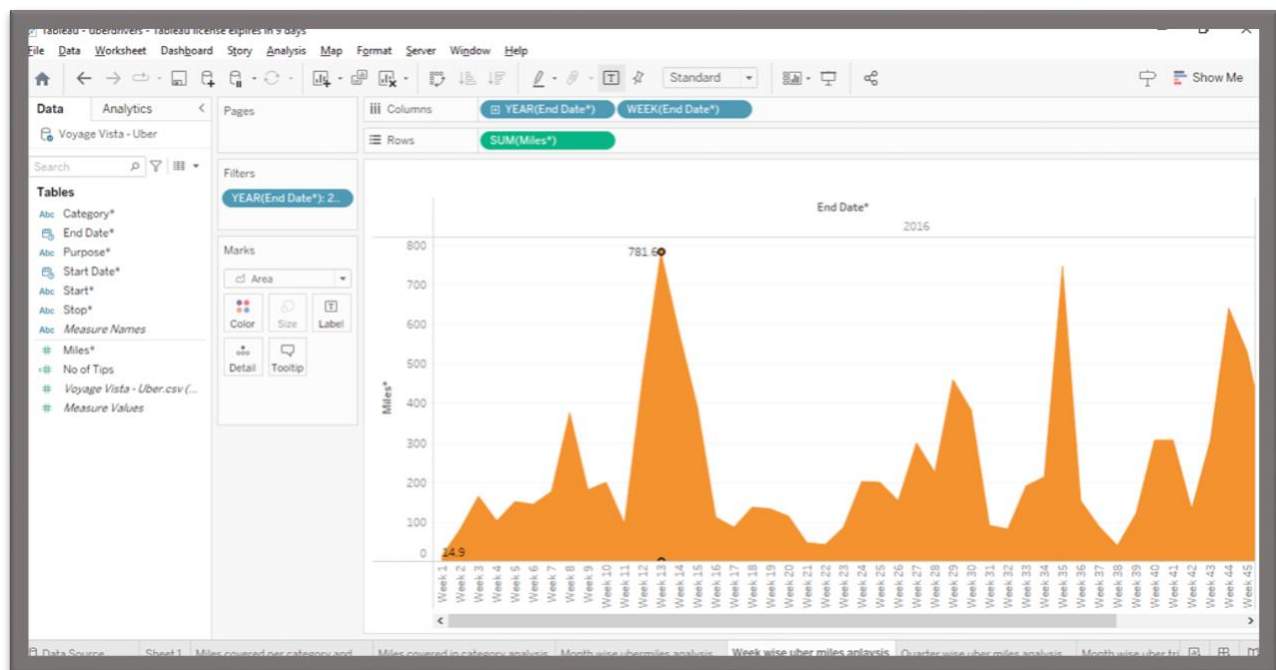 Tableau - uberdrivers - Tableau license expires in 9 days
File Data Worksheet Dashboard Story Analysis Map Format Server Window Help
Standard
Show Me
Data Analytics
Voyage Vista - Uber
Search
Tables
Abc Category*
End Date*
Abc Purpose*
Start Date*
Abc Start*
Abc Stop*
Abc Measure Names
# Miles*
# No of Tips
# Voyage Vista - Uber.csv (...
# Measure Values
Pages
Filters
YEAR(End Date*): 2..
Marks
Area
Color Size Label
Detail Tooltip
Columns YEAR(End Date*) WEEK(End Date*)
Rows SUM(Miles*)
End Date*
2016
Miles*
800
700
600
500
400
300
200
100
0
781.6
14.9
Week 1
Week 2
Week 3
Week 4
Week 5
Week 6
Week 7
Week 8
Week 9
Week 10
Week 11
Week 12
Week 13
Week 14
Week 15
Week 16
Week 17
Week 18
Week 19
Week 20
Week 21
Week 22
Week 23
Week 24
Week 25
Week 26
Week 27
Week 28
Week 29
Week 30
Week 31
Week 32
Week 33
Week 34
Week 35
Week 36
Week 37
Week 38
Week 39
Week 40
Week 41
Week 42
Week 43
Week 44
Week 45
Data Source Sheet 1 Miles covered per category and Miles covered in category analysis Month wise ubermiles analysis Week wise uber miles anlaysis Quarter wise uber miles analysis Month wise uber tri